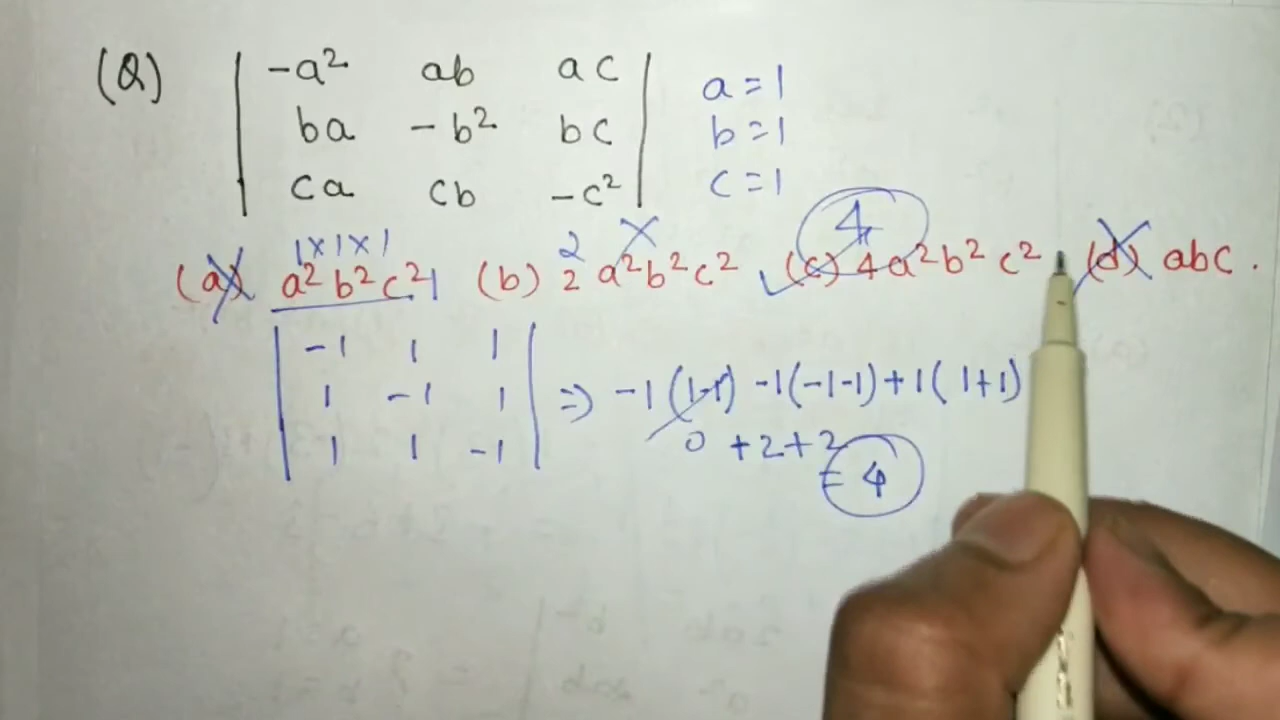 (Q) | -a² ab ac | a=1
| ba -b² bc | b=1
| ca cb -c² | c=1
1×1×1 2 × 4
(a) a²b²c² 1 (b) 2 a²b²c² ✓(c) 4a²b²c² (d) abc.
| -1 1 1 |
| 1 -1 1 | ⇒ -1(1-1) -1(-1-1)+1(1+1)
| 1 1 -1 | 0 +2+2
= 4